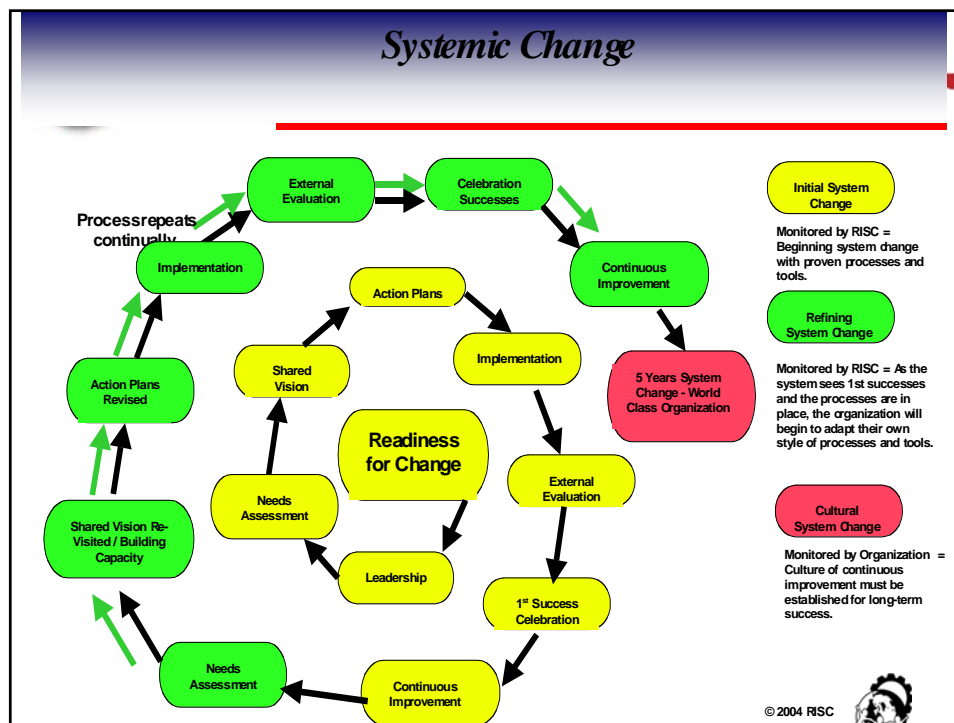 Systemic Change
External
Evaluation
Celebration
Successes
Process repeats
continually
Implementation
Continuous
Improvement
Action Plans
Implementation
Shared
Vision
5 Years System
Change - World
Class Organization
Action Plans
Revised
Readiness
for Change
External
Evaluation
Needs
Assessment
Shared Vision Re-
Visited / Building
Capacity
Leadership
1st Success
Celebration
Needs
Assessment
Continuous
Improvement
Initial System
Change
Monitored by RISC =
Beginning system change
with proven processes and
tools.
Refining
System Change
Monitored by RISC = As the
system sees 1st successes
and the processes are in
place, the organization will
begin to adapt their own
style of processes and tools.
Cultural
System Change
Monitored by Organization =
Culture of continuous
improvement must be
established for long-term
success.
© 2004 RISC